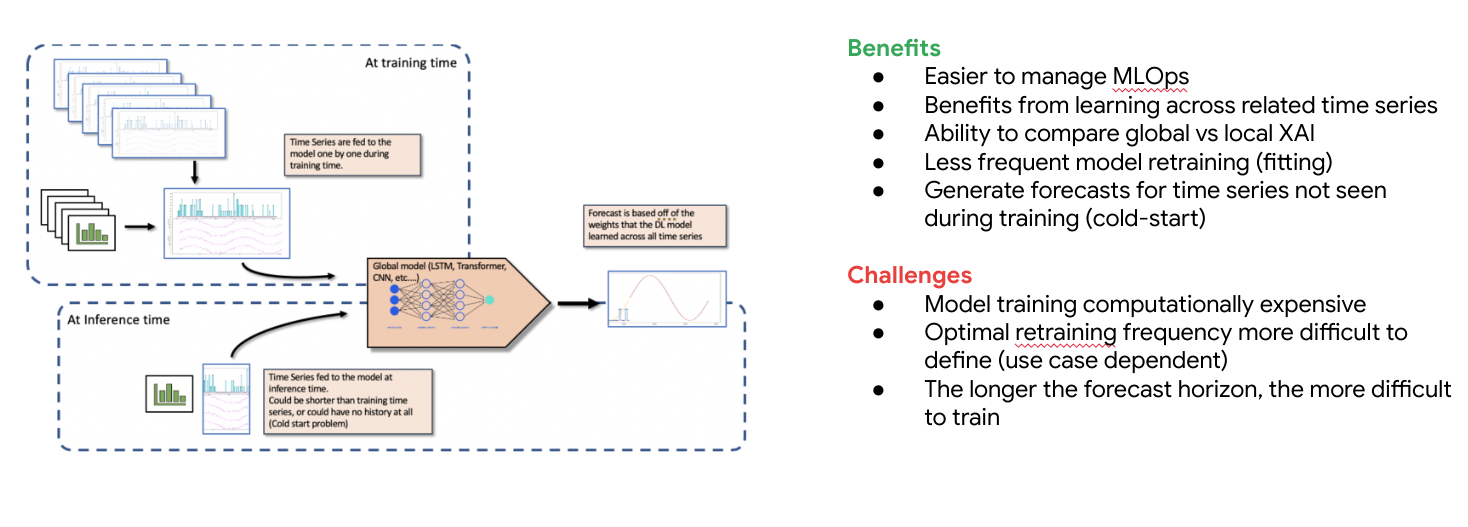 At training time
Time Series are fed to the
model one by one during
training time.
Forecast is based off of the
weights that the DL model
learned across all time series
Global model (LSTM, Transformer,
CNN, etc....)
At Inference time
Time Series fed to the model at
inference time.
Could be shorter than training time
series, or could have no history at all
(Cold start problem)
Benefits
● Easier to manage MLOps
● Benefits from learning across related time series
● Ability to compare global vs local XAI
● Less frequent model retraining (fitting)
● Generate forecasts for time series not seen
during training (cold-start)
Challenges
● Model training computationally expensive
● Optimal retraining frequency more difficult to
define (use case dependent)
● The longer the forecast horizon, the more difficult
to train